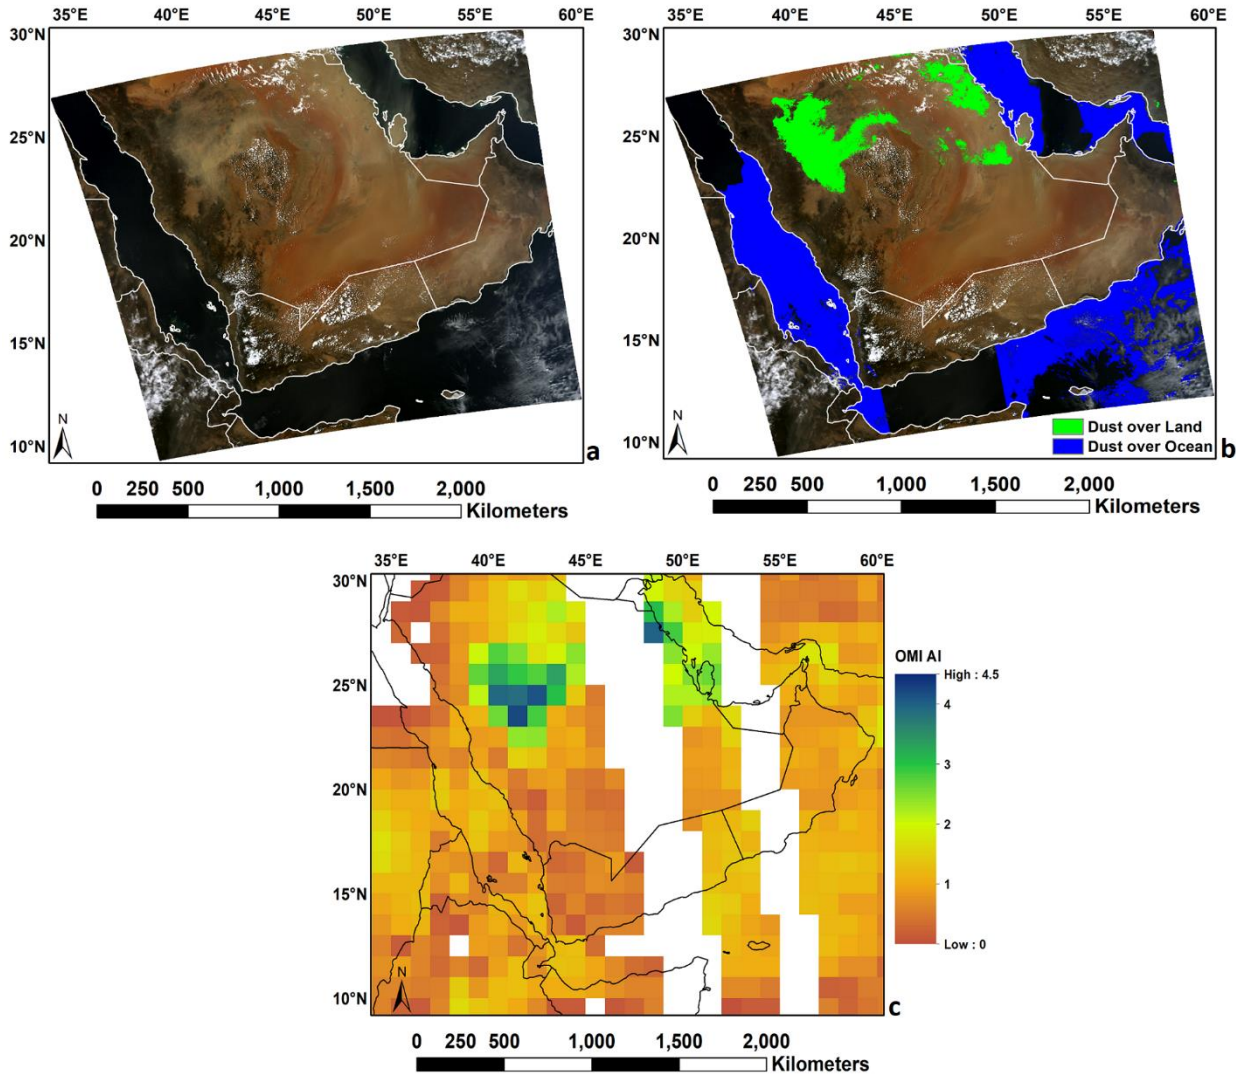 35°E 40°E 45°E 50°E 55°E 60°E
30°N
25°N
20°N
15°N
10°N
N
a
0 250 500 1,000 1,500 2,000
Kilometers
35°E 40°E 45°E 50°E 55°E 60°E
30°N
25°N
20°N
15°N
10°N
N
Dust over Land
Dust over Ocean
b
0 250 500 1,000 1,500 2,000
Kilometers
35°E 40°E 45°E 50°E 55°E 60°E
30°N
25°N
20°N
15°N
10°N
N
OMI AI
High : 4.5
4
3
2
1
Low : 0
c
0 250 500 1,000 1,500 2,000
Kilometers